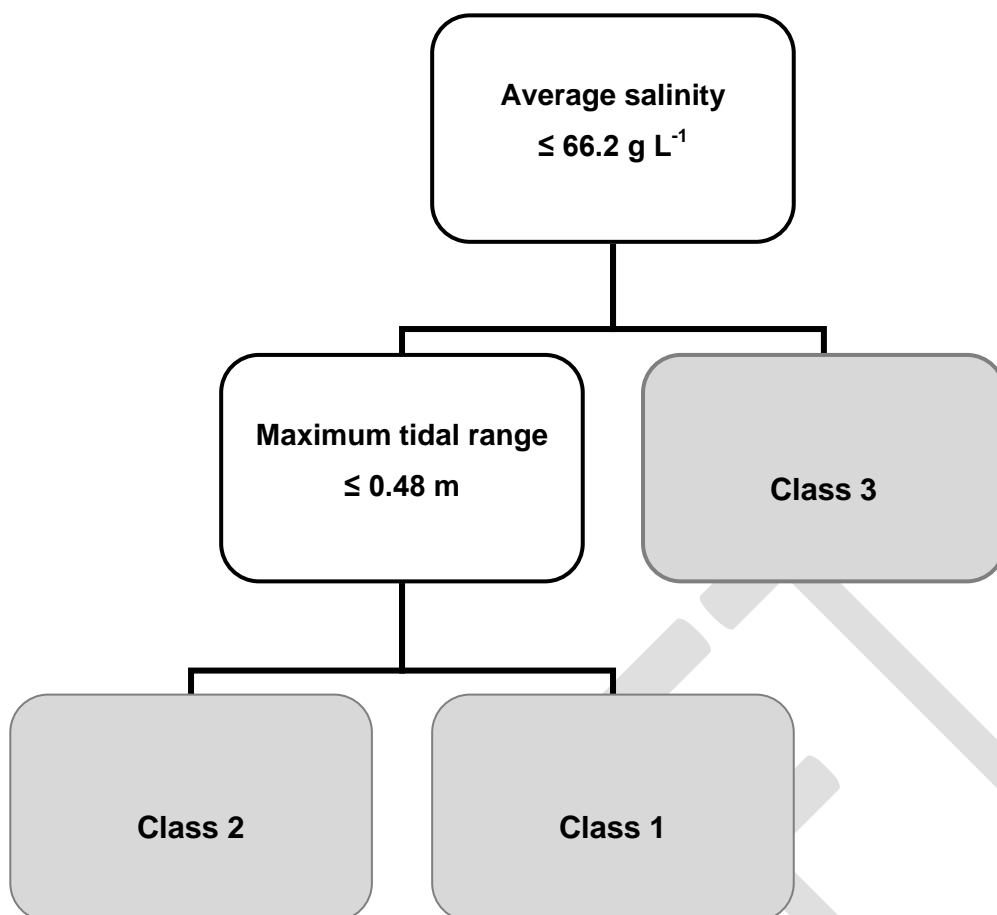 Average salinity
≤ 66.2 g L⁻¹
Maximum tidal range
≤ 0.48 m
Class 3
Class 2
Class 1